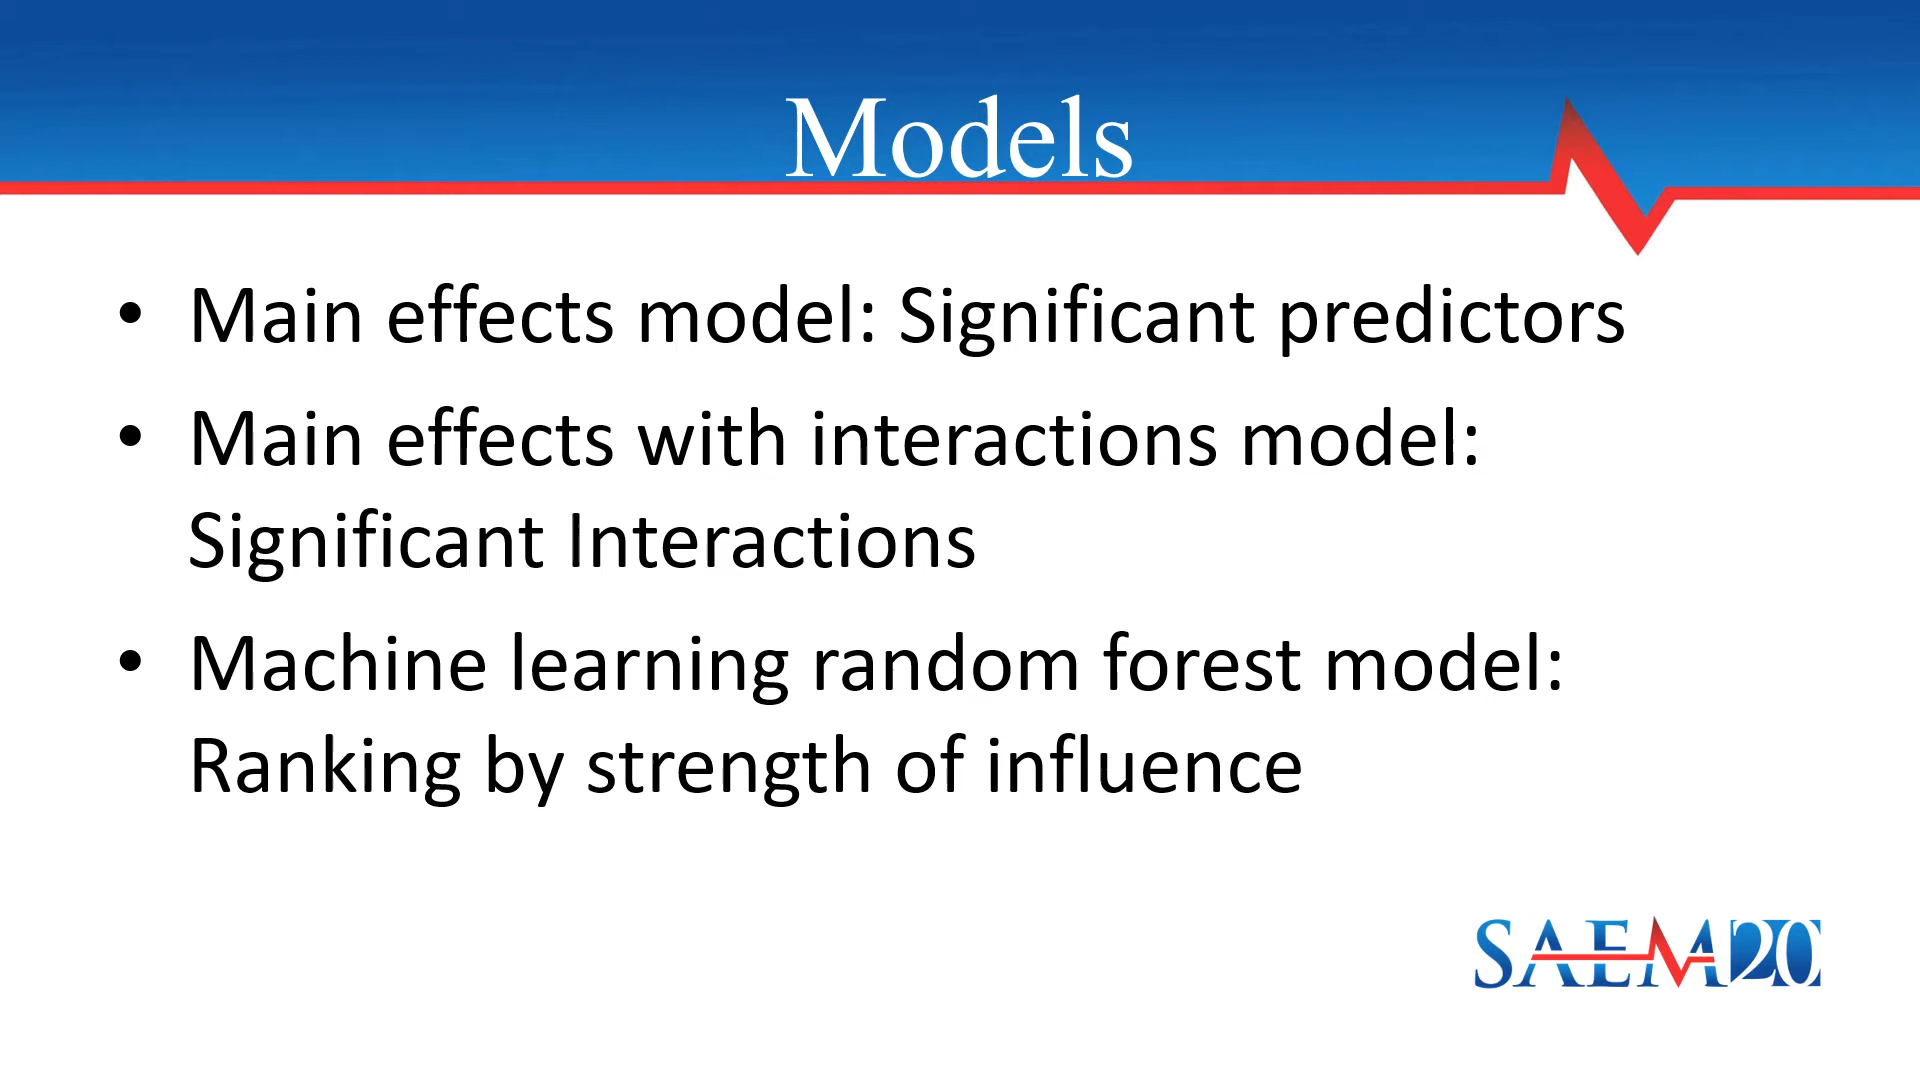 Models
• Main effects model: Significant predictors
• Main effects with interactions model:
Significant Interactions
• Machine learning random forest model:
Ranking by strength of influence
SAEM20